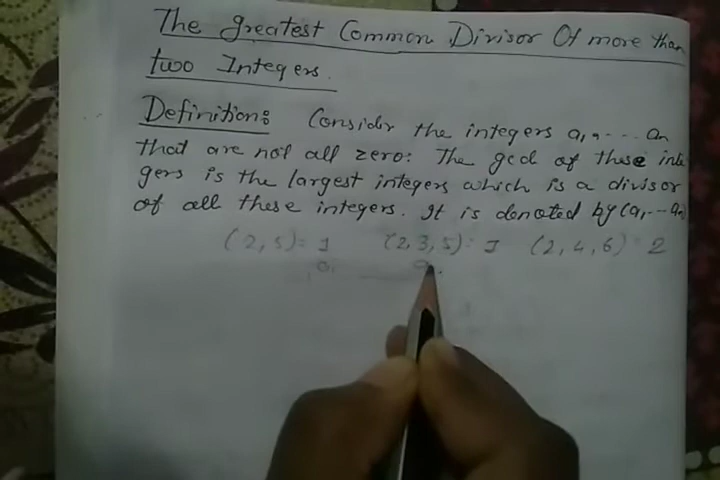 The greatest Common Divisor Of more than
two Integers.
Definition: Consider the integers a₁, .... aₙ
that are not all zero. The gcd of these inte
gers is the largest integers which is a divisor
of all these integers. It is denoted by (a₁--aₙ)
(2,5)=1 (2,3,5)=1 (2,4,6)=2